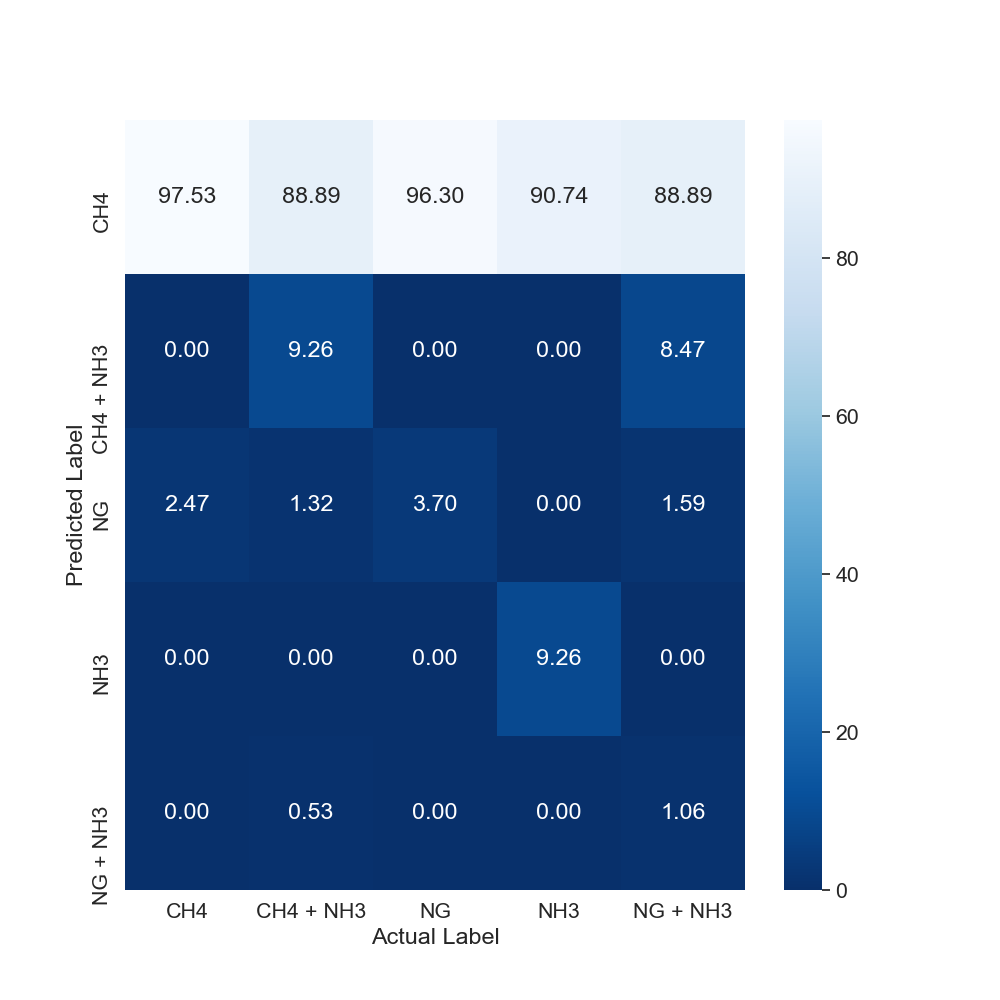 CH4 97.53 88.89 96.30 90.74 88.89
CH4 + NH3 0.00 9.26 0.00 0.00 8.47
NG 2.47 1.32 3.70 0.00 1.59
NH3 0.00 0.00 0.00 9.26 0.00
NG + NH3 0.00 0.53 0.00 0.00 1.06
CH4 CH4 + NH3 NG NH3 NG + NH3
Actual Label
Predicted Label
80
60
40
20
0